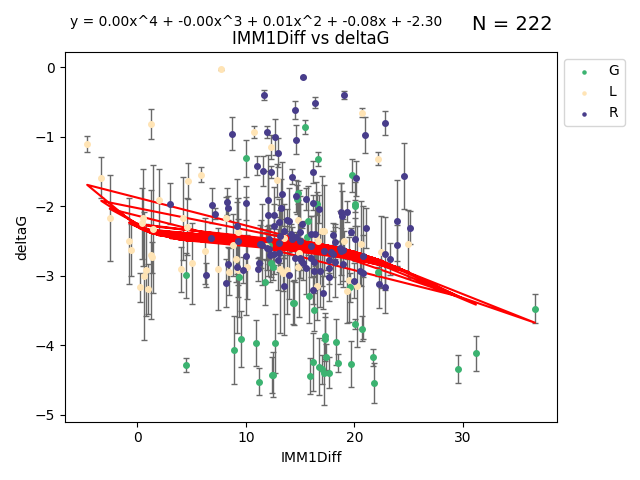 y = 0.00x^4 + -0.00x^3 + 0.01x^2 + -0.08x + -2.30
N = 222
IMM1Diff vs deltaG
G
L
R
deltaG
0
−1
−2
−3
−4
−5
0 10 20 30
IMM1Diff